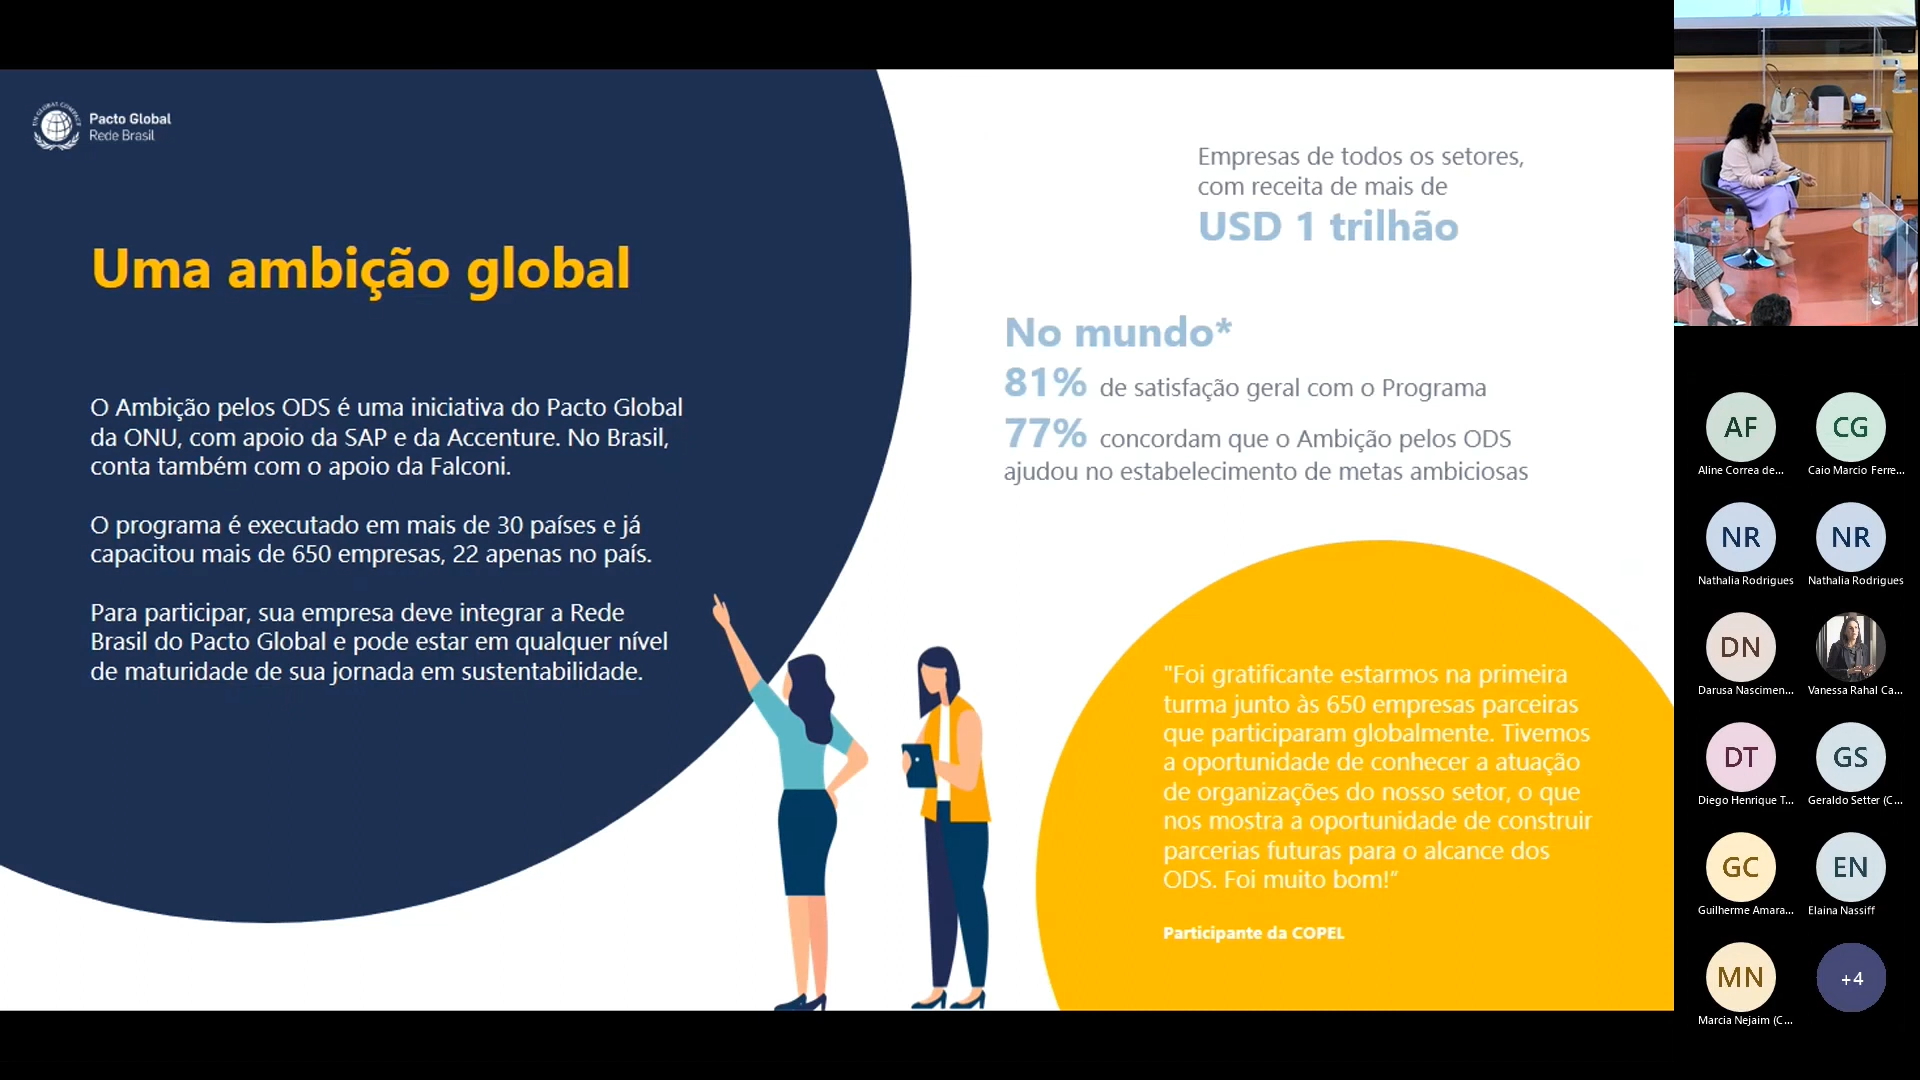 Pacto Global
Rede Brasil
Uma ambição global
O Ambição pelos ODS é uma iniciativa do Pacto Global
da ONU, com apoio da SAP e da Accenture. No Brasil,
conta também com o apoio da Falconi.
O programa é executado em mais de 30 países e já
capacitou mais de 650 empresas, 22 apenas no país.
Para participar, sua empresa deve integrar a Rede
Brasil do Pacto Global e pode estar em qualquer nível
de maturidade de sua jornada em sustentabilidade.
Empresas de todos os setores,
com receita de mais de
USD 1 trilhão
No mundo*
81% de satisfação geral com o Programa
77% concordam que o Ambição pelos ODS
ajudou no estabelecimento de metas ambiciosas
"Foi gratificante estarmos na primeira
turma junto às 650 empresas parceiras
que participaram globalmente. Tivemos
a oportunidade de conhecer a atuação
de organizações do nosso setor, o que
nos mostra a oportunidade de construir
parcerias futuras para o alcance dos
ODS. Foi muito bom!”
Participante da COPEL
AF
Aline Correa de...
CG
Caio Marcio Ferre...
NR
Nathalia Rodrigues
NR
Nathalia Rodrigues
DN
Darusa Nascimen...
Vanessa Rahal Ca...
DT
Diego Henrique T...
GS
Geraldo Setter (C...
GC
Guilherme Amara...
EN
Elaina Nassiff
MN
Marcia Nejaim (C...
+4